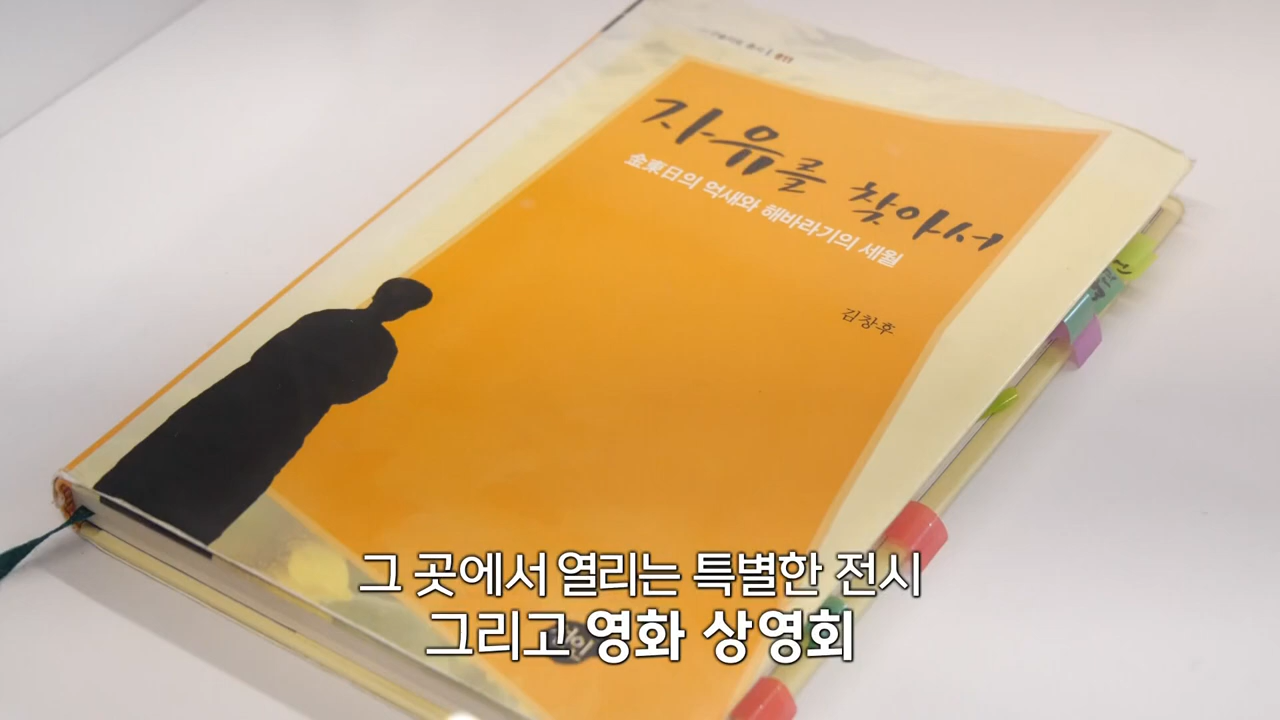 자유를 찾아서
金東日의 억새와 해바라기의 세월
김창후
그 곳에서 열리는 특별한 전시
그리고 영화 상영회